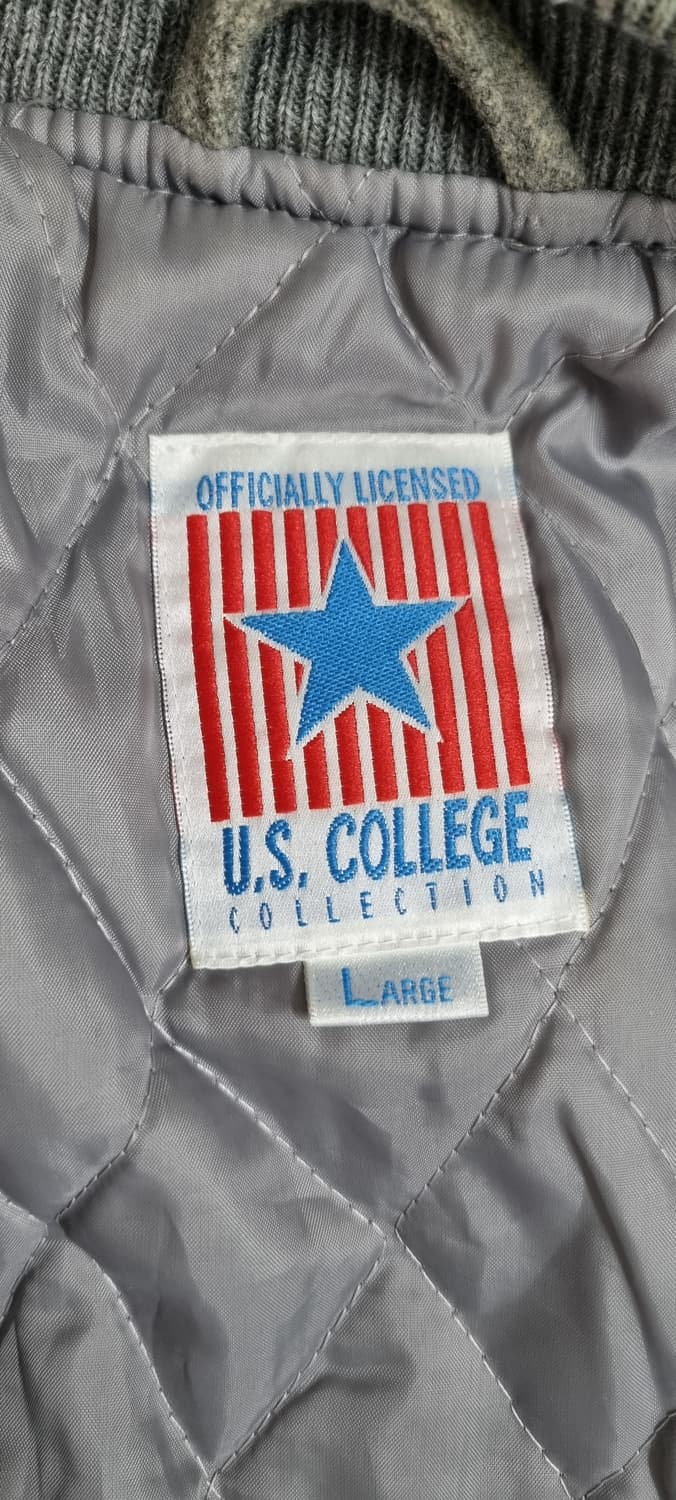 OFFICIALLY LICENSED
U.S. COLLEGE
COLLECTION
LARGE